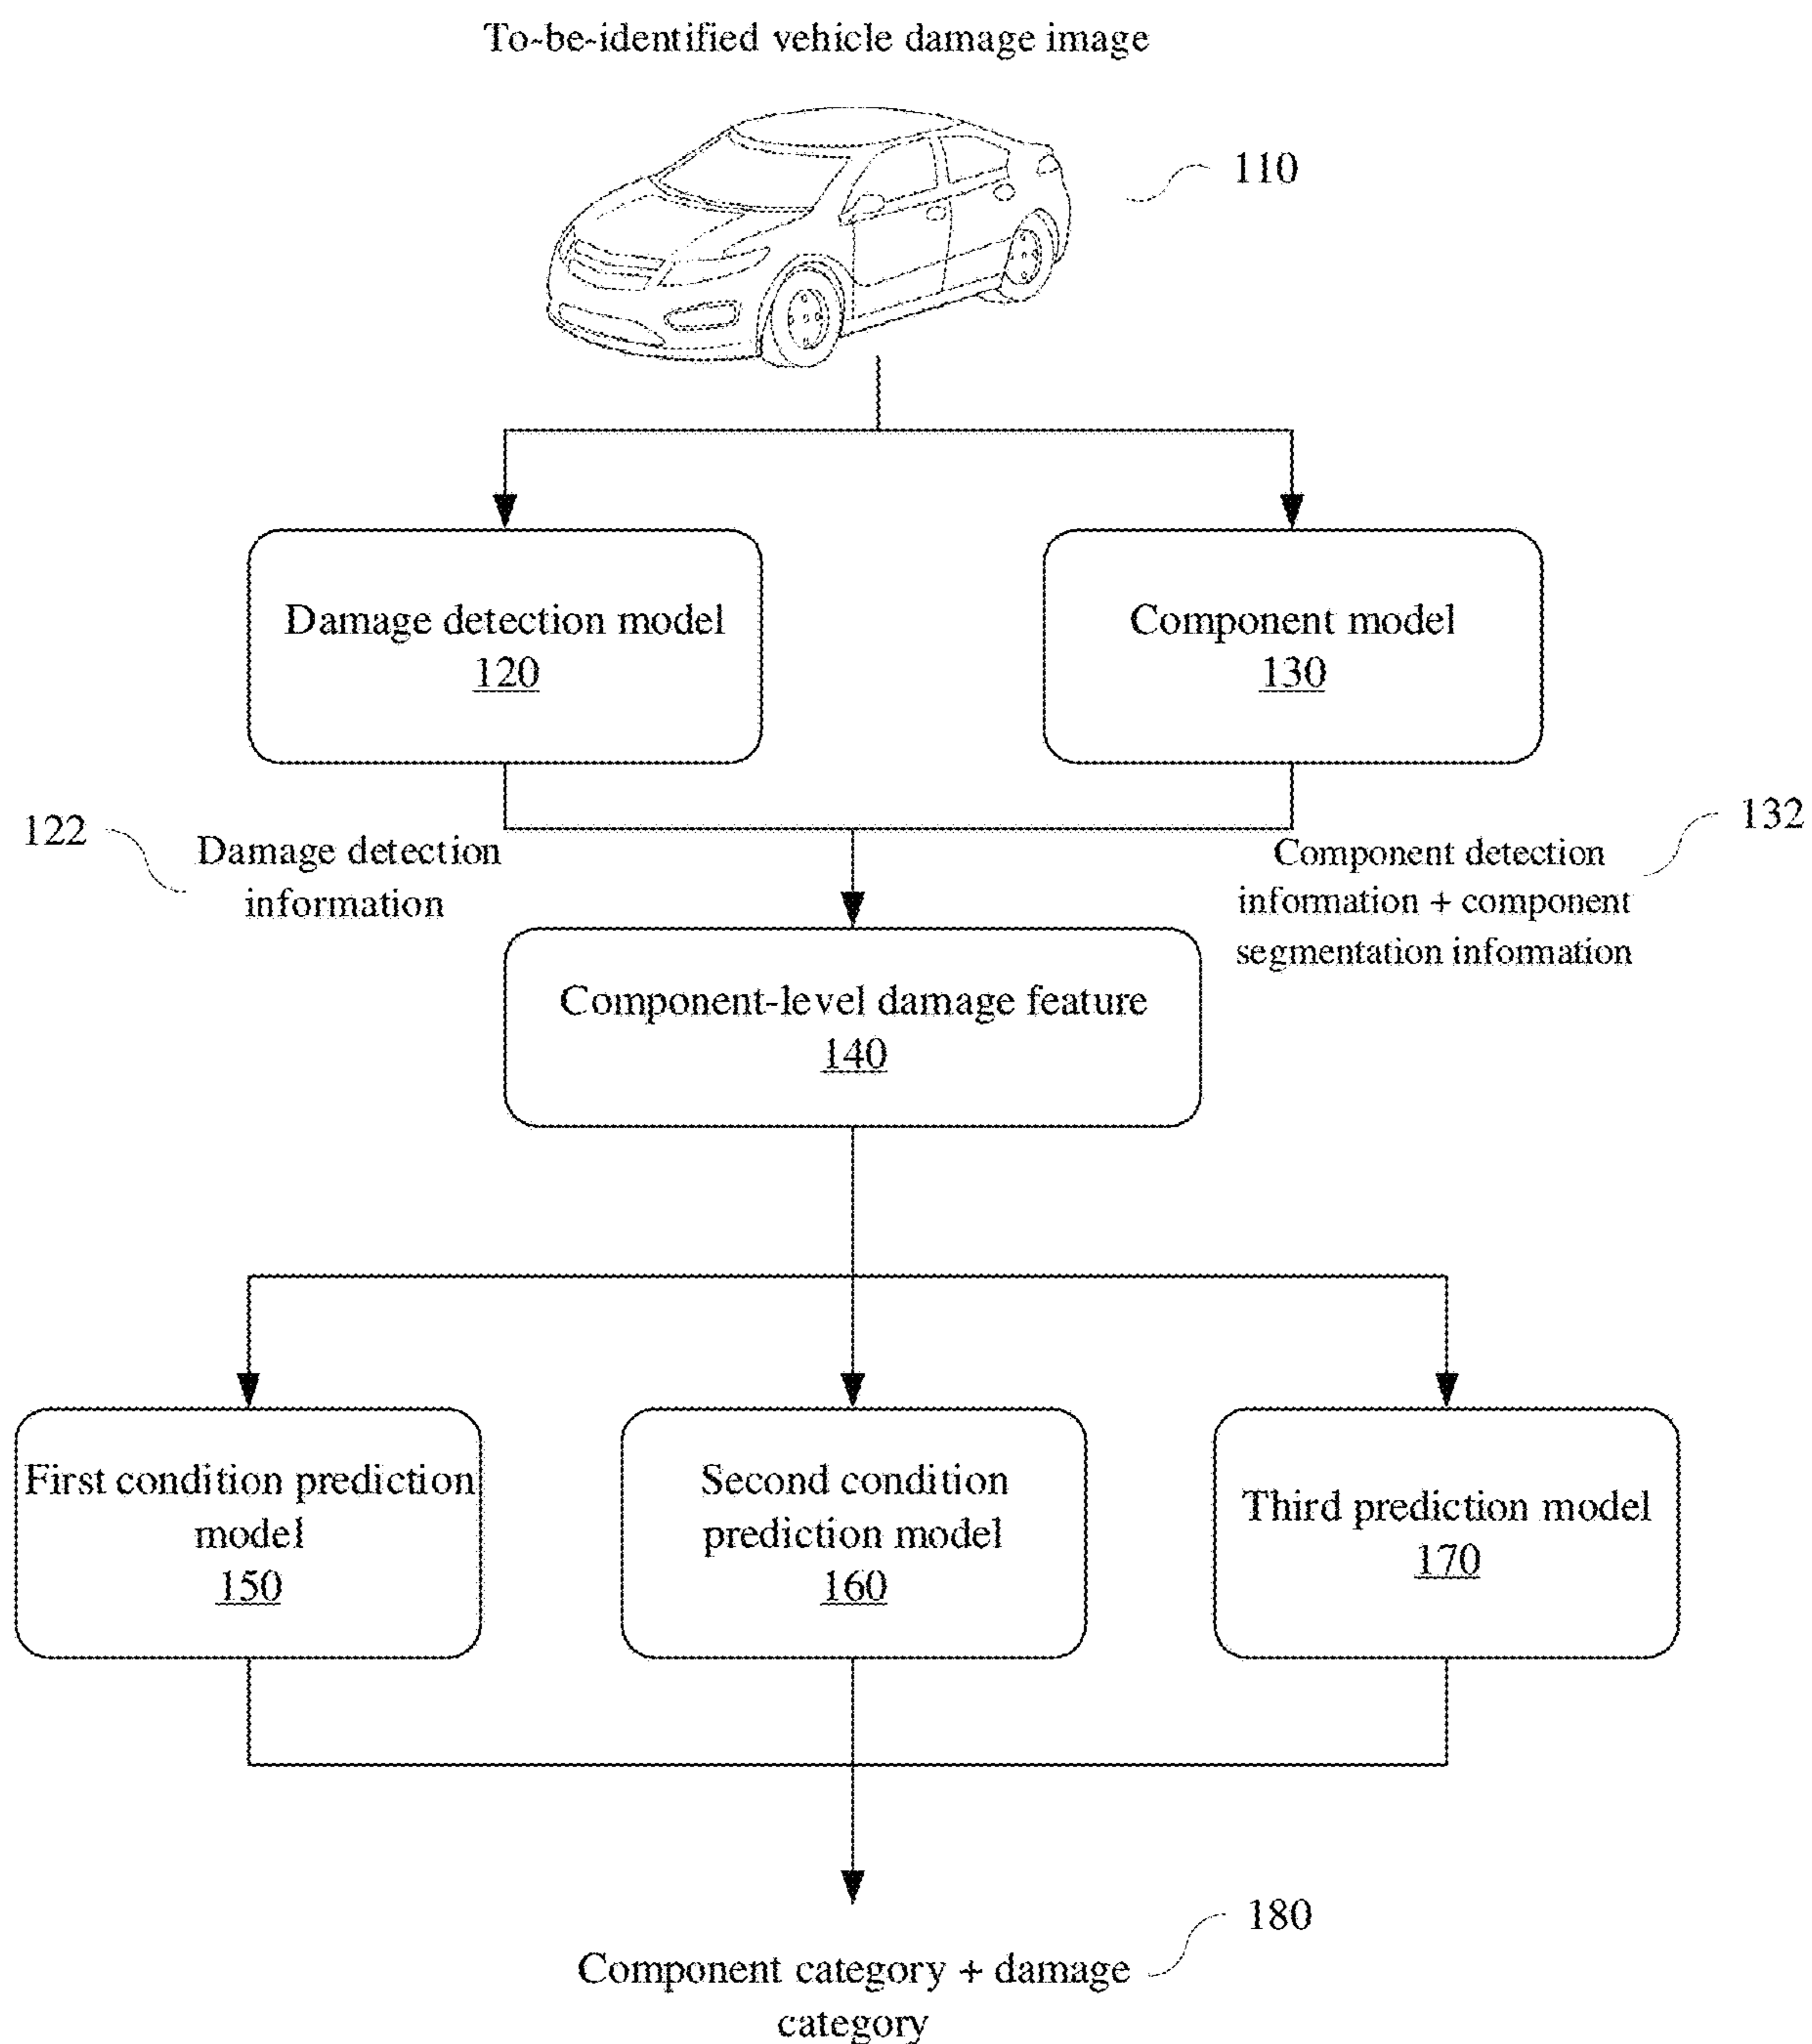 To-be-identified vehicle damage image
110
Damage detection model
120
Component model
130
122
Damage detection
information
132
Component detection
information + component
segmentation information
Component-level damage feature
140
First condition prediction
model
150
Second condition
prediction model
160
Third prediction model
170
180
Component category + damage
category